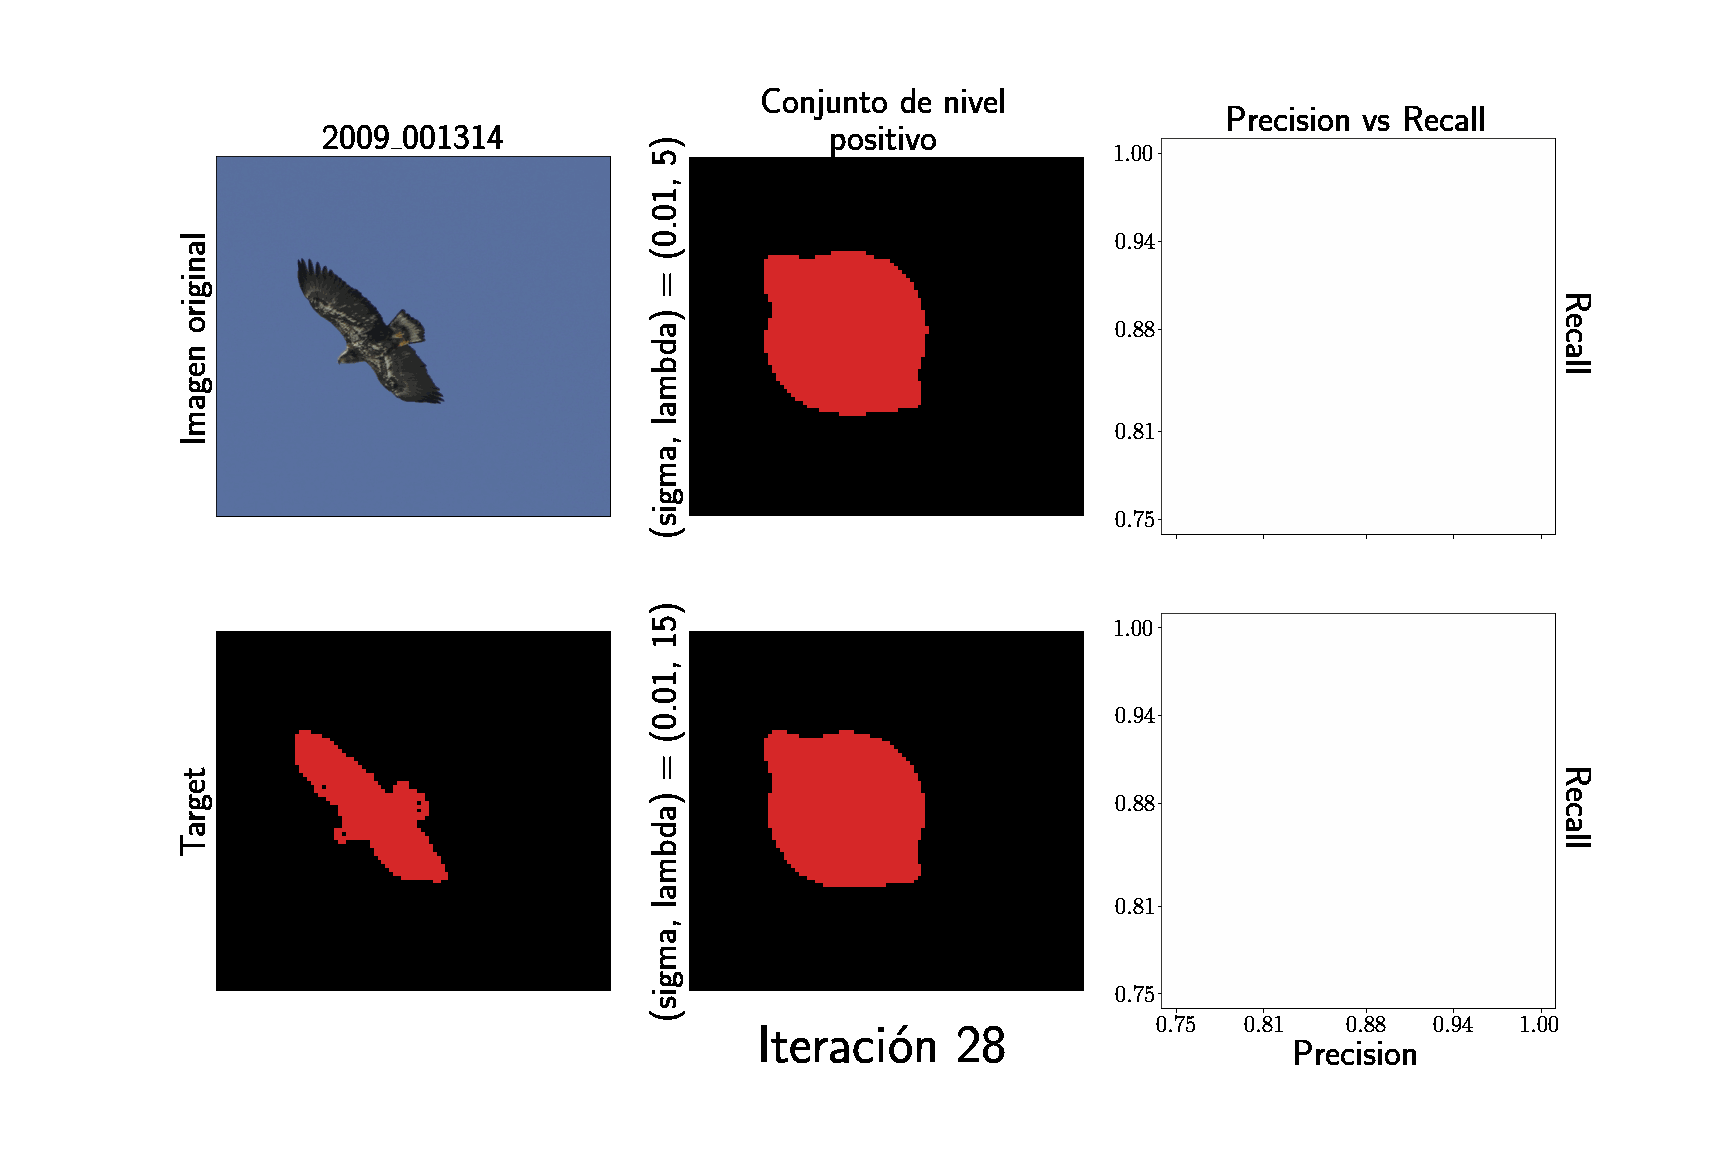 2009_001314
Imagen original
Conjunto de nivel
positivo
(sigma, lambda) = (0.01, 5)
Precision vs Recall
1.00
0.94
0.88
0.81
0.75
Recall
Target
(sigma, lambda) = (0.01, 15)
Iteración 28
1.00
0.94
0.88
0.81
0.75
0.75 0.81 0.88 0.94 1.00
Precision
Recall